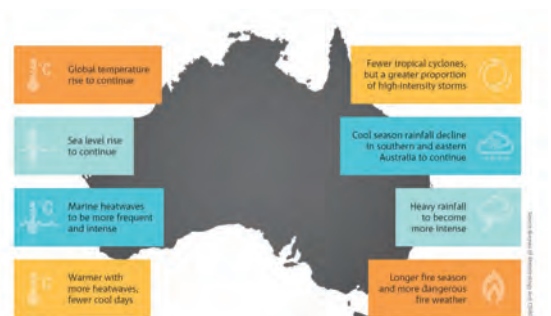 °C
Global temperature
rise to continue
Sea level rise
to continue
°C
Marine heatwaves
to be more frequent
and intense
°C
Warmer with
more heatwaves,
fewer cool days
Fewer tropical cyclones,
but a greater proportion
of high-intensity storms
Cool season rainfall decline
in southern and eastern
Australia to continue
Heavy rainfall
to become
more intense
Longer fire season
and more dangerous
fire weather